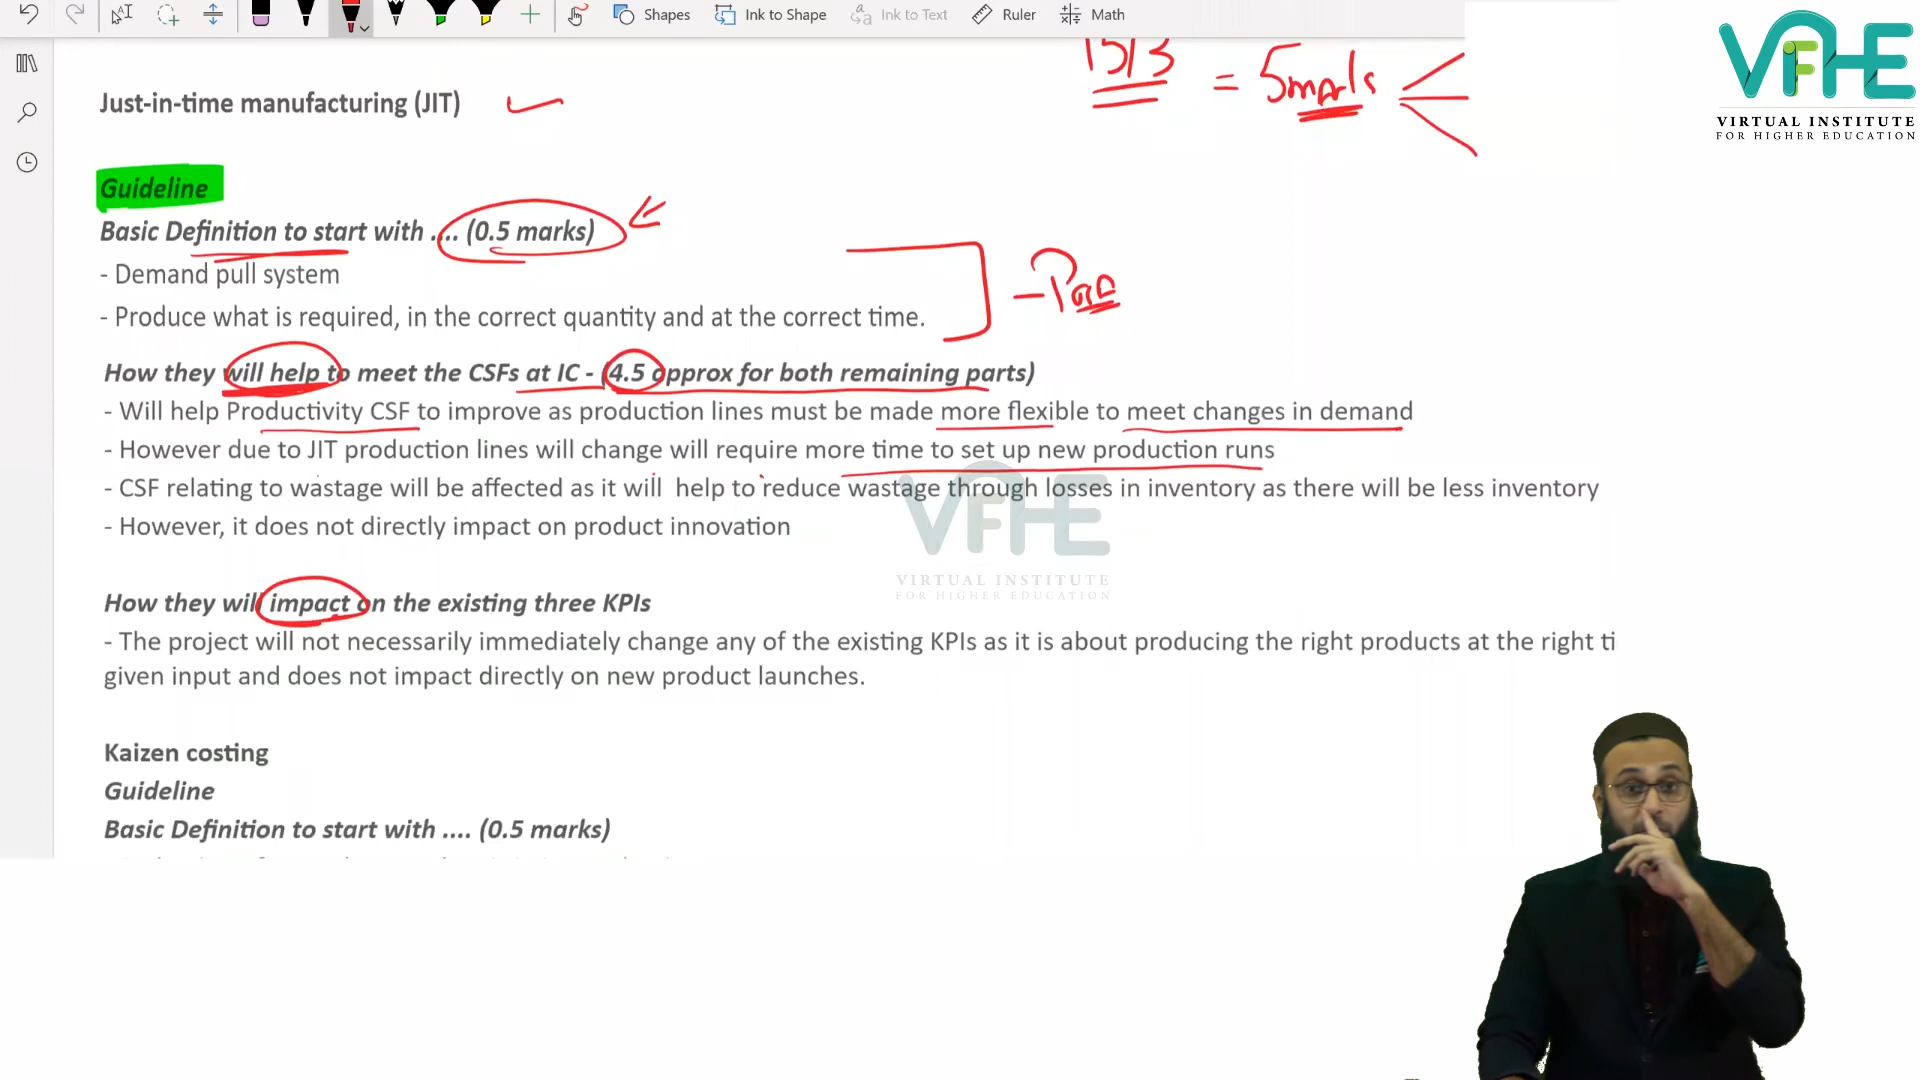 Shapes Ink to Shape Ink to Text Ruler Math
VFHE
VIRTUAL INSTITUTE
FOR HIGHER EDUCATION
1513 = 5marks
Just-in-time manufacturing (JIT)
Guideline
Basic Definition to start with .... (0.5 marks)
- Demand pull system
- Produce what is required, in the correct quantity and at the correct time.
How they will help to meet the CSFs at IC - (4.5 approx for both remaining parts)
- Will help Productivity CSF to improve as production lines must be made more flexible to meet changes in demand
- However due to JIT production lines will change will require more time to set up new production runs
- CSF relating to wastage will be affected as it will help to reduce wastage through losses in inventory as there will be less inventory
- However, it does not directly impact on product innovation
VFHE
VIRTUAL INSTITUTE
FOR HIGHER EDUCATION
How they will impact on the existing three KPIs
- The project will not necessarily immediately change any of the existing KPIs as it is about producing the right products at the right ti
given input and does not impact directly on new product launches.
Kaizen costing
Guideline
Basic Definition to start with .... (0.5 marks)